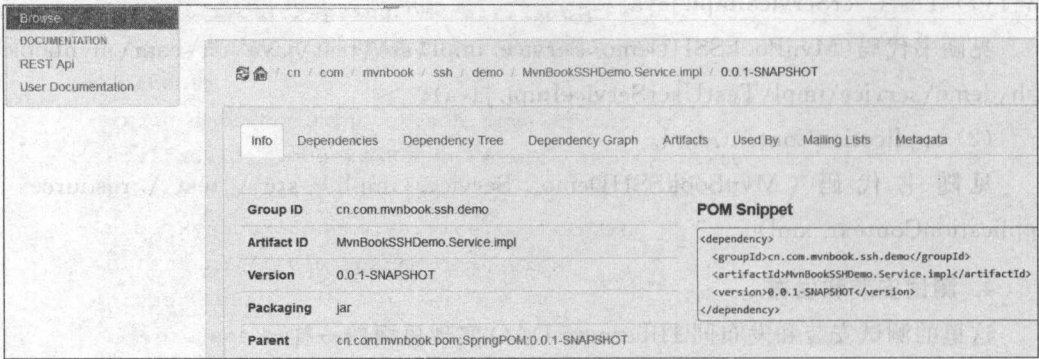 Browse
DOCUMENTATION
REST Api
User Documentation
cn / com / mvnbook / ssh / demo / MvnBookSSHDemo.Service.impl / 0.0.1-SNAPSHOT
Info Dependencies Dependency Tree Dependency Graph Artifacts Used By Mailing Lists Metadata
Group ID cn.com.mvnbook.ssh.demo
Artifact ID MvnBookSSHDemo.Service.impl
Version 0.0.1-SNAPSHOT
Packaging jar
Parent cn.com.mvnbook.pom:SpringPOM:0.0.1-SNAPSHOT
POM Snippet
<dependency>
<groupId>cn.com.mvnbook.ssh.demo</groupId>
<artifactId>MvnBookSSHDemo.Service.impl</artifactId>
<version>0.0.1-SNAPSHOT</version>
</dependency>